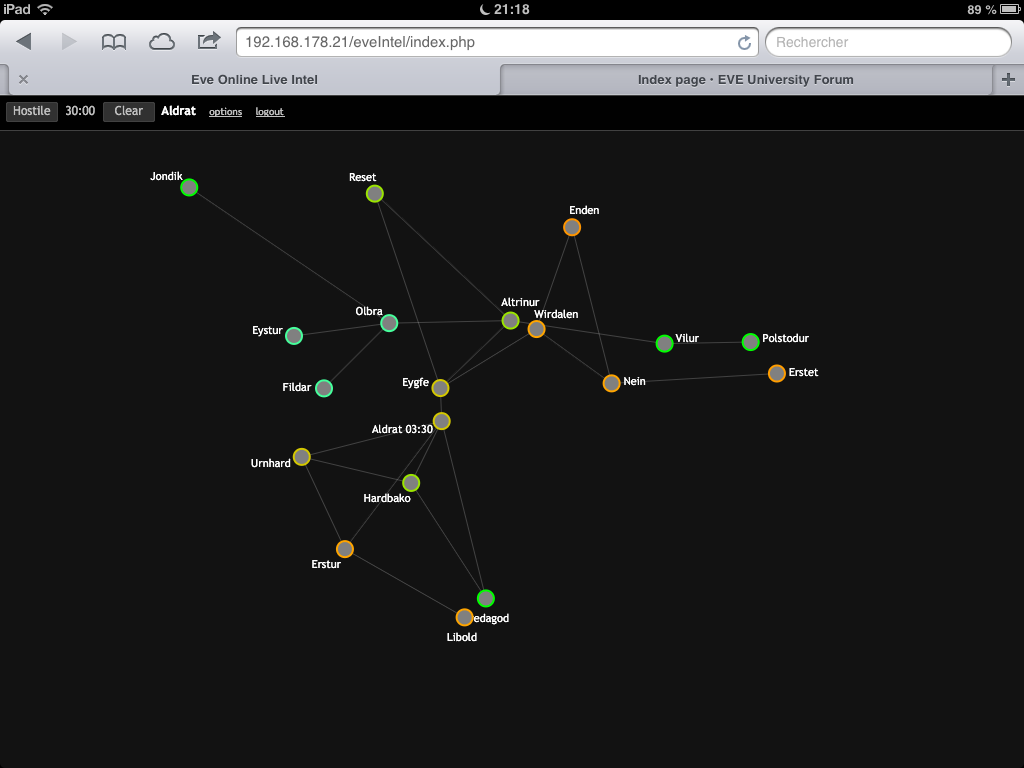 iPad 21:18 89 %
192.168.178.21/eveIntel/index.php Rechercher
Eve Online Live Intel Index page · EVE University Forum
Hostile 30:00 Clear Aldrat options logout
Jondik
Reset
Enden
Altrinur
Olbra
Wirdalen
Eystur
Vilur
Polstodur
Erstet
Nein
Eygfe
Fildar
Aldrat 03:30
Urnhard
Hardbako
Erstur
edagod
Libold